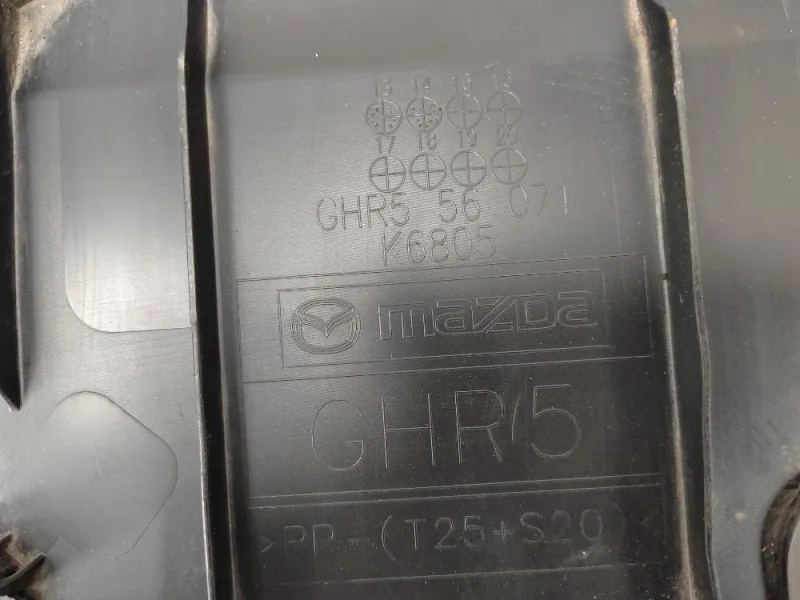 13 14 15 16
17 18 19 20
GHR5 56 071
K6805
mazda
GHR5
>PP-(T25+S20)<